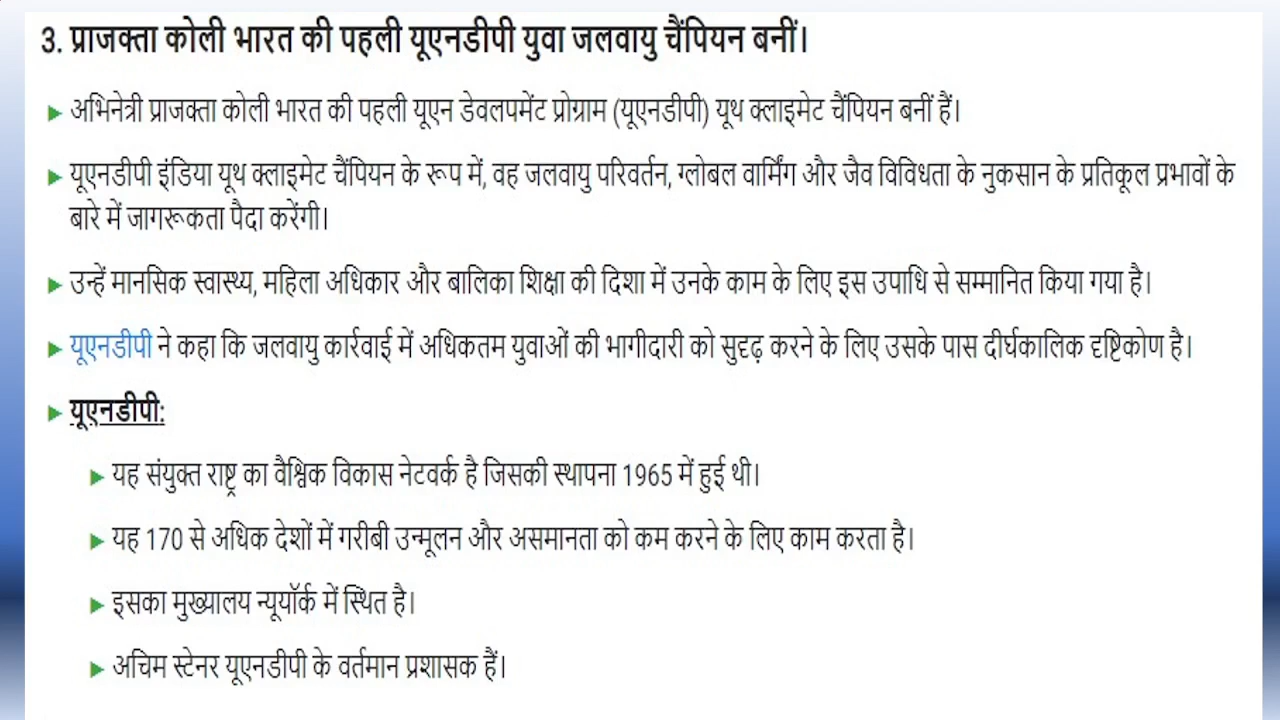 3. प्राजक्ता कोली भारत की पहली यूएनडीपी युवा जलवायु चैंपियन बनीं।
अभिनेत्री प्राजक्ता कोली भारत की पहली यूएन डेवलपमेंट प्रोग्राम (यूएनडीपी) यूथ क्लाइमेट चैंपियन बनीं हैं।
यूएनडीपी इंडिया यूथ क्लाइमेट चैंपियन के रूप में, वह जलवायु परिवर्तन, ग्लोबल वार्मिंग और जैव विविधता के नुकसान के प्रतिकूल प्रभावों के
बारे में जागरूकता पैदा करेंगी।
उन्हें मानसिक स्वास्थ्य, महिला अधिकार और बालिका शिक्षा की दिशा में उनके काम के लिए इस उपाधि से सम्मानित किया गया है।
यूएनडीपी ने कहा कि जलवायु कार्रवाई में अधिकतम युवाओं की भागीदारी को सुदृढ़ करने के लिए उसके पास दीर्घकालिक दृष्टिकोण है।
यूएनडीपी:
यह संयुक्त राष्ट्र का वैश्विक विकास नेटवर्क है जिसकी स्थापना 1965 में हुई थी।
यह 170 से अधिक देशों में गरीबी उन्मूलन और असमानता को कम करने के लिए काम करता है।
इसका मुख्यालय न्यूयॉर्क में स्थित है।
अचिम स्टेनर यूएनडीपी के वर्तमान प्रशासक हैं।